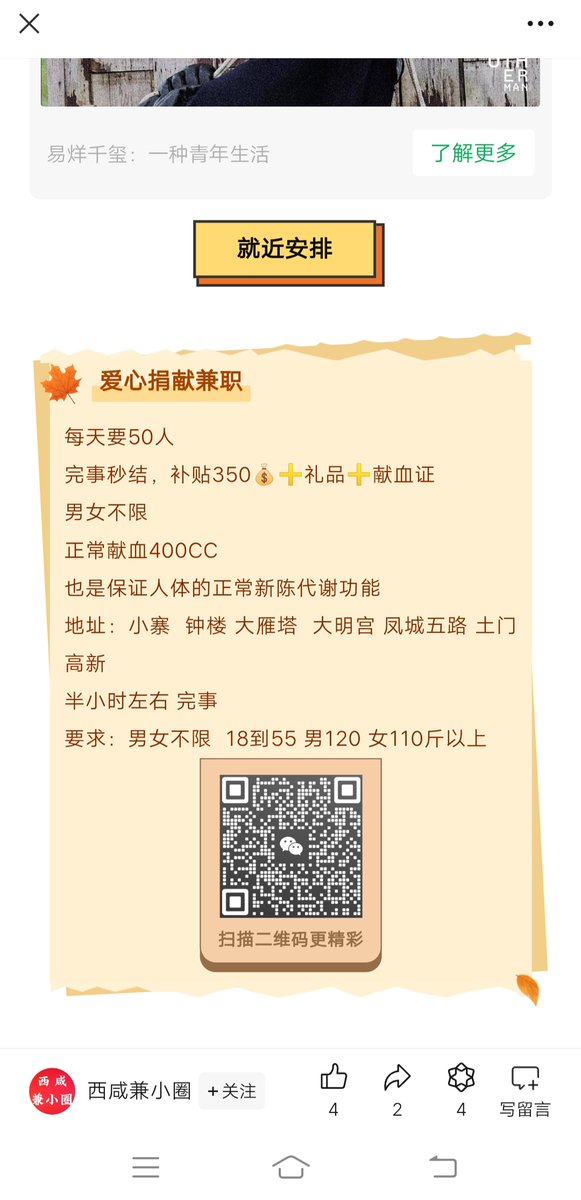 OTH
ER
MAN
易烊千玺：一种青年生活
了解更多
就近安排
爱心捐献兼职
每天要50人
完事秒结，补贴350💰➕礼品➕献血证
男女不限
正常献血400CC
也是保证人体的正常新陈代谢功能
地址：小寨 钟楼 大雁塔 大明宫 凤城五路 土门
高新
半小时左右 完事
要求：男女不限 18到55 男120 女110斤以上
扫描二维码更精彩
西咸
兼小圈
西咸兼小圈
+关注
4
2
4
写留言